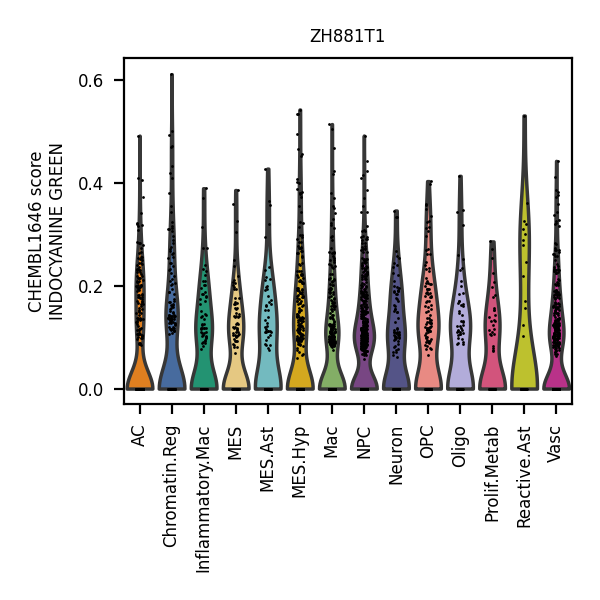 ZH881T1
CHEMBL1646 score
INDOCYANINE GREEN
0.6
0.4
0.2
0.0
AC
Chromatin.Reg
Inflammatory.Mac
MES
MES.Ast
MES.Hyp
Mac
NPC
Neuron
OPC
Oligo
Prolif.Metab
Reactive.Ast
Vasc